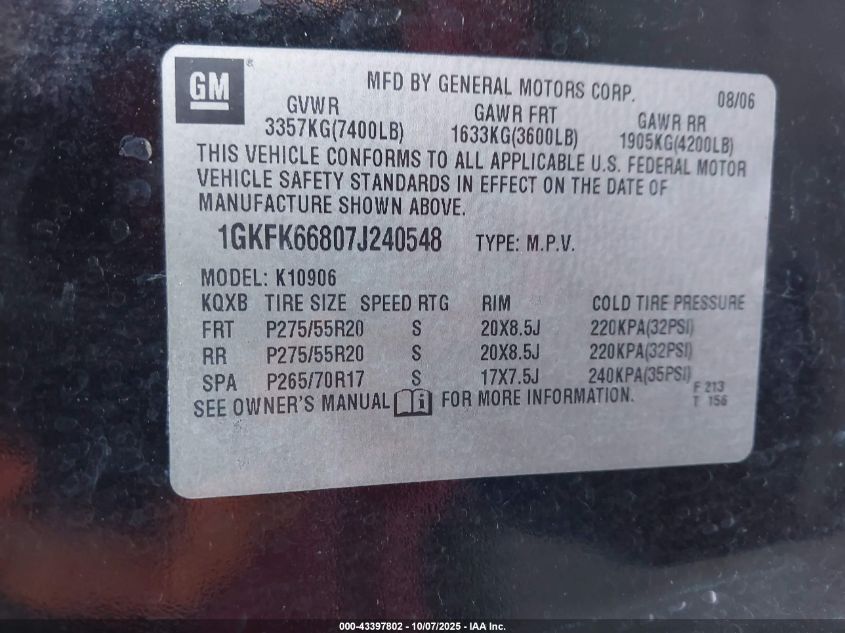 GM ®
MFD BY GENERAL MOTORS CORP. 08/06
GVWR GAWR FRT GAWR RR
3357KG(7400LB) 1633KG(3600LB) 1905KG(4200LB)
THIS VEHICLE CONFORMS TO ALL APPLICABLE U.S. FEDERAL MOTOR
VEHICLE SAFETY STANDARDS IN EFFECT ON THE DATE OF
MANUFACTURE SHOWN ABOVE.
1GKFK66807J240548 TYPE: M.P.V.
MODEL: K10906
KQXB TIRE SIZE SPEED RTG RIM COLD TIRE PRESSURE
FRT P275/55R20 S 20X8.5J 220KPA(32PSI)
RR P275/55R20 S 20X8.5J 220KPA(32PSI)
SPA P265/70R17 S 17X7.5J 240KPA(35PSI)
SEE OWNER'S MANUAL i FOR MORE INFORMATION.
F 213
T 156
000-43397802 - 10/07/2025 - IAA Inc.